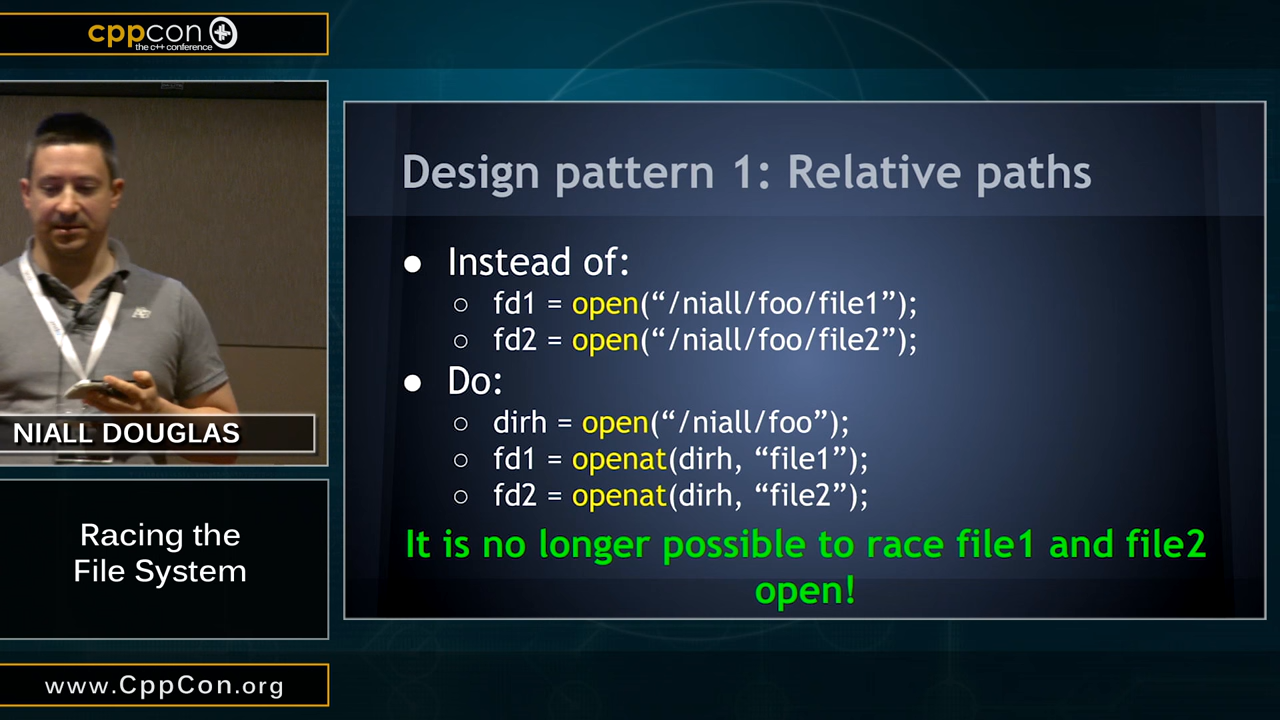 cppcon
the c++ conference
NIALL DOUGLAS
Racing the
File System
www.CppCon.org
Design pattern 1: Relative paths
● Instead of:
○ fd1 = open(“/niall/foo/file1”);
○ fd2 = open(“/niall/foo/file2”);
● Do:
○ dirh = open(“/niall/foo”);
○ fd1 = openat(dirh, “file1”);
○ fd2 = openat(dirh, “file2”);
It is no longer possible to race file1 and file2
open!